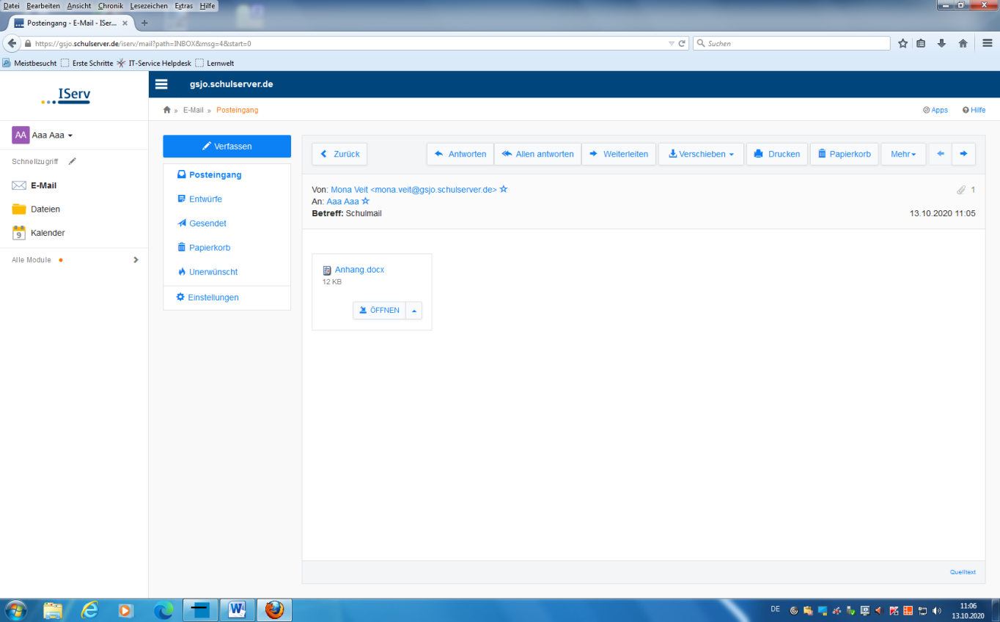 Datei Bearbeiten Ansicht Chronik Lesezeichen Extras Hilfe
Posteingang - E-Mail - ISer...
https://gsjo.schulserver.de/iserv/mail?path=INBOX&msg=4&start=0
Suchen
Meistbesucht Erste Schritte IT-Service Helpdesk Lernwelt
IServ
gsjo.schulserver.de
» E-Mail » Posteingang
Apps Hilfe
AA Aaa Aaa
Schnellzugriff
E-Mail
Dateien
9 Kalender
Alle Module
Verfassen
Posteingang
Entwürfe
Gesendet
Papierkorb
Unerwünscht
Einstellungen
Zurück Antworten Allen antworten Weiterleiten Verschieben Drucken Papierkorb Mehr
Von: Mona Veit <mona.veit@gsjo.schulserver.de> 1
An: Aaa Aaa
Betreff: Schulmail 13.10.2020 11:05
Anhang.docx
12 KB
ÖFFNEN
Quelltext
DE
11:06
13.10.2020